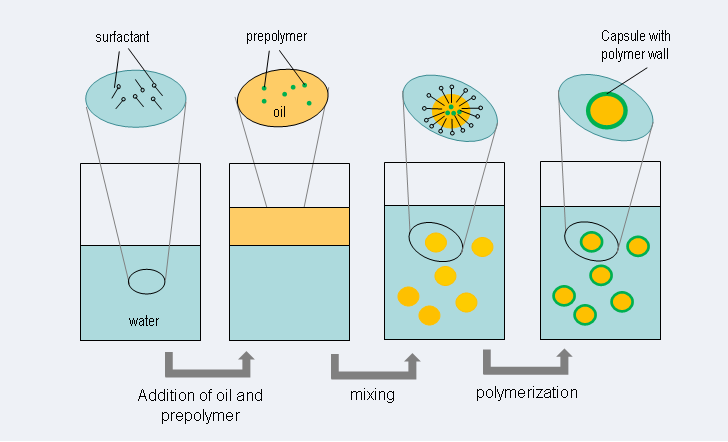 surfactant
prepolymer
Capsule with
polymer wall
oil
water
Addition of oil and
prepolymer
mixing
polymerization